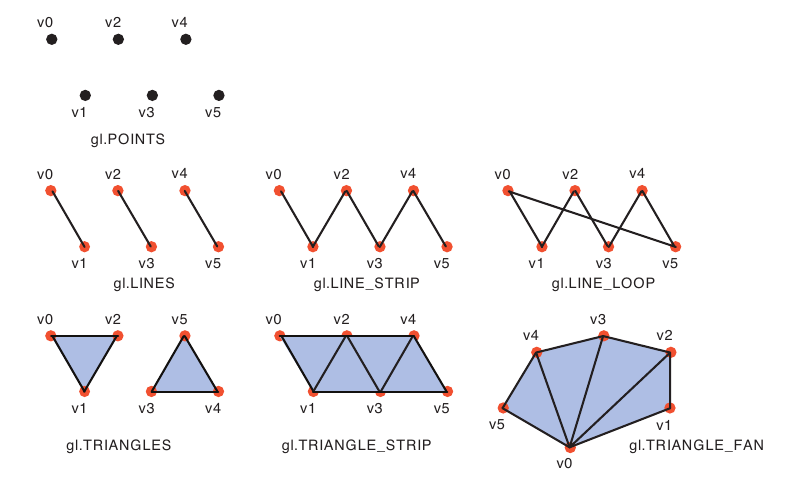 v0 v2 v4
v1 v3 v5
gl.POINTS
v0 v2 v4 v0 v2 v4 v0 v2 v4
v1 v3 v5 v1 v3 v5 v1 v3 v5
gl.LINES gl.LINE_STRIP gl.LINE_LOOP
v0 v2 v5 v0 v2 v4 v3
v4 v2
v1 v3 v4 v1 v3 v5
v5 v1
gl.TRIANGLES gl.TRIANGLE_STRIP gl.TRIANGLE_FAN
v0